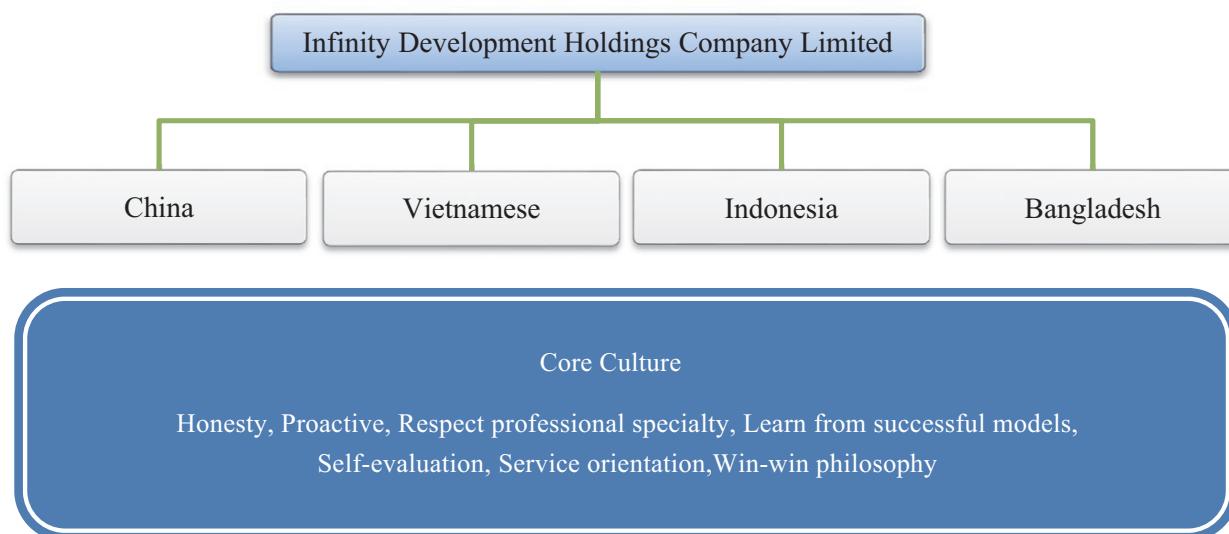 Infinity Development Holdings Company Limited
China
Vietnamese
Indonesia
Bangladesh
Core Culture
Honesty, Proactive, Respect professional specialty, Learn from successful models,
Self-evaluation, Service orientation,Win-win philosophy